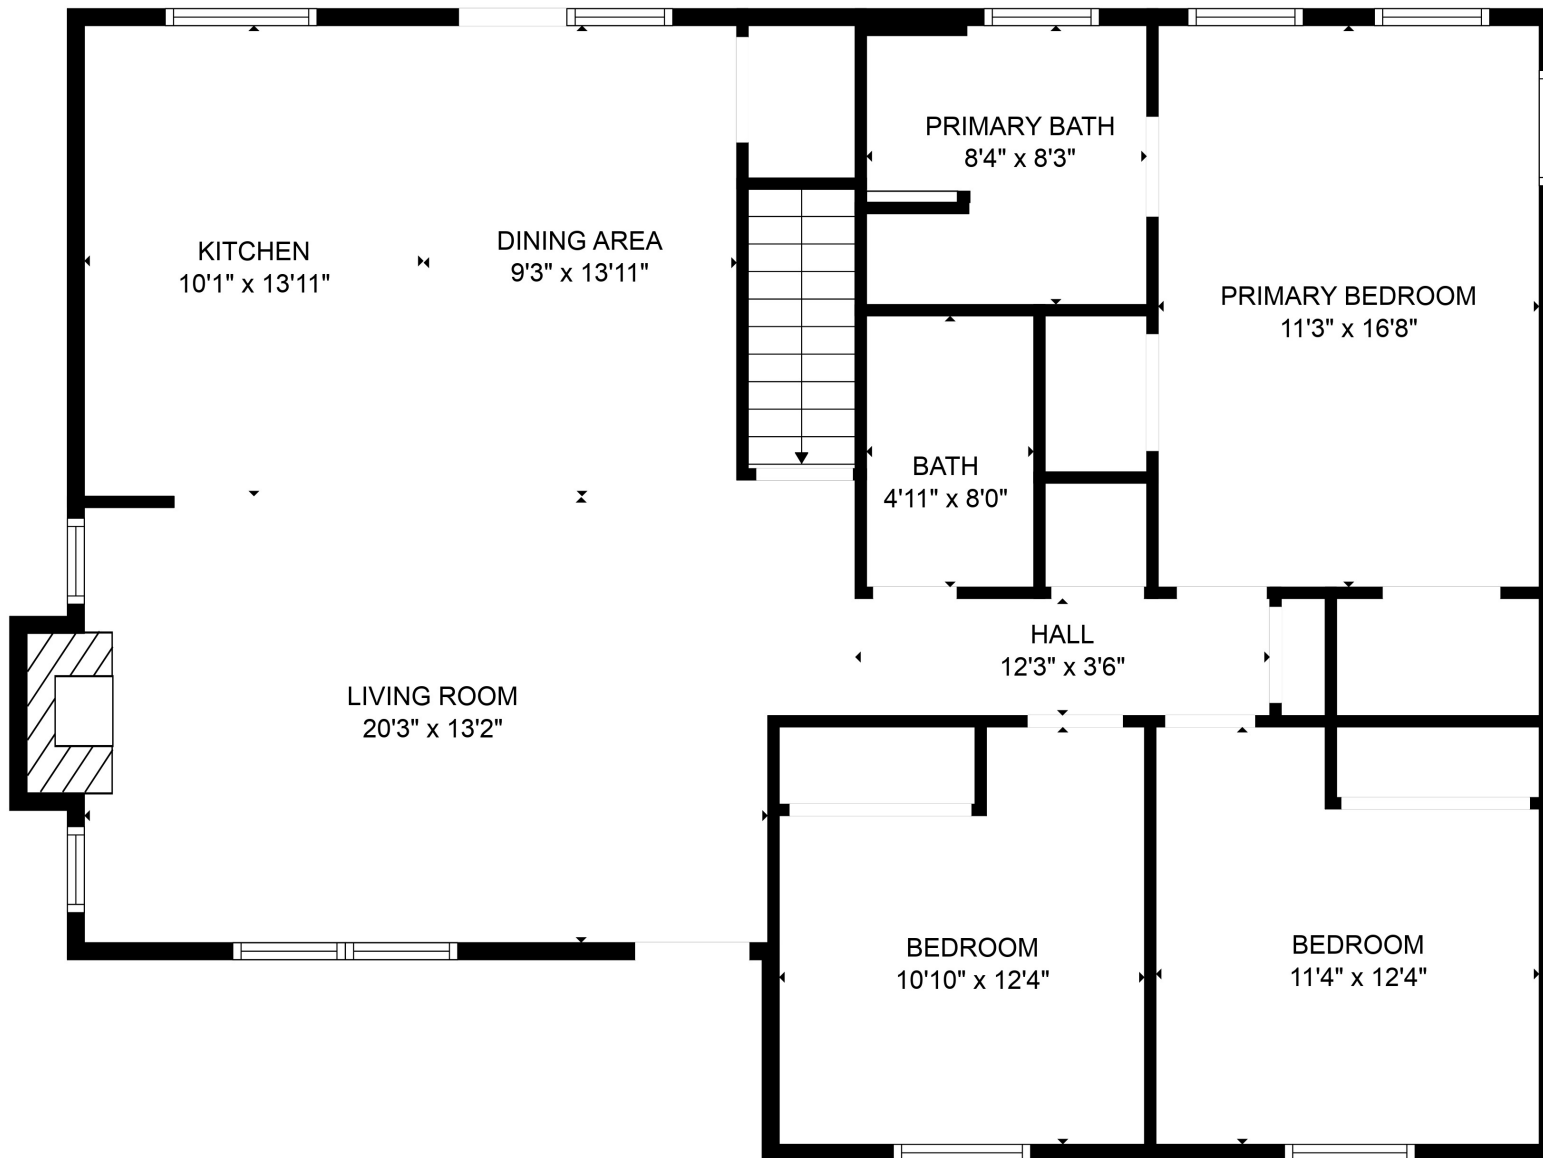 PRIMARY BATH
8'4" x 8'3"
KITCHEN
10'1" x 13'11"
DINING AREA
9'3" x 13'11"
PRIMARY BEDROOM
11'3" x 16'8"
BATH
4'11" x 8'0"
HALL
12'3" x 3'6"
LIVING ROOM
20'3" x 13'2"
BEDROOM
10'10" x 12'4"
BEDROOM
11'4" x 12'4"